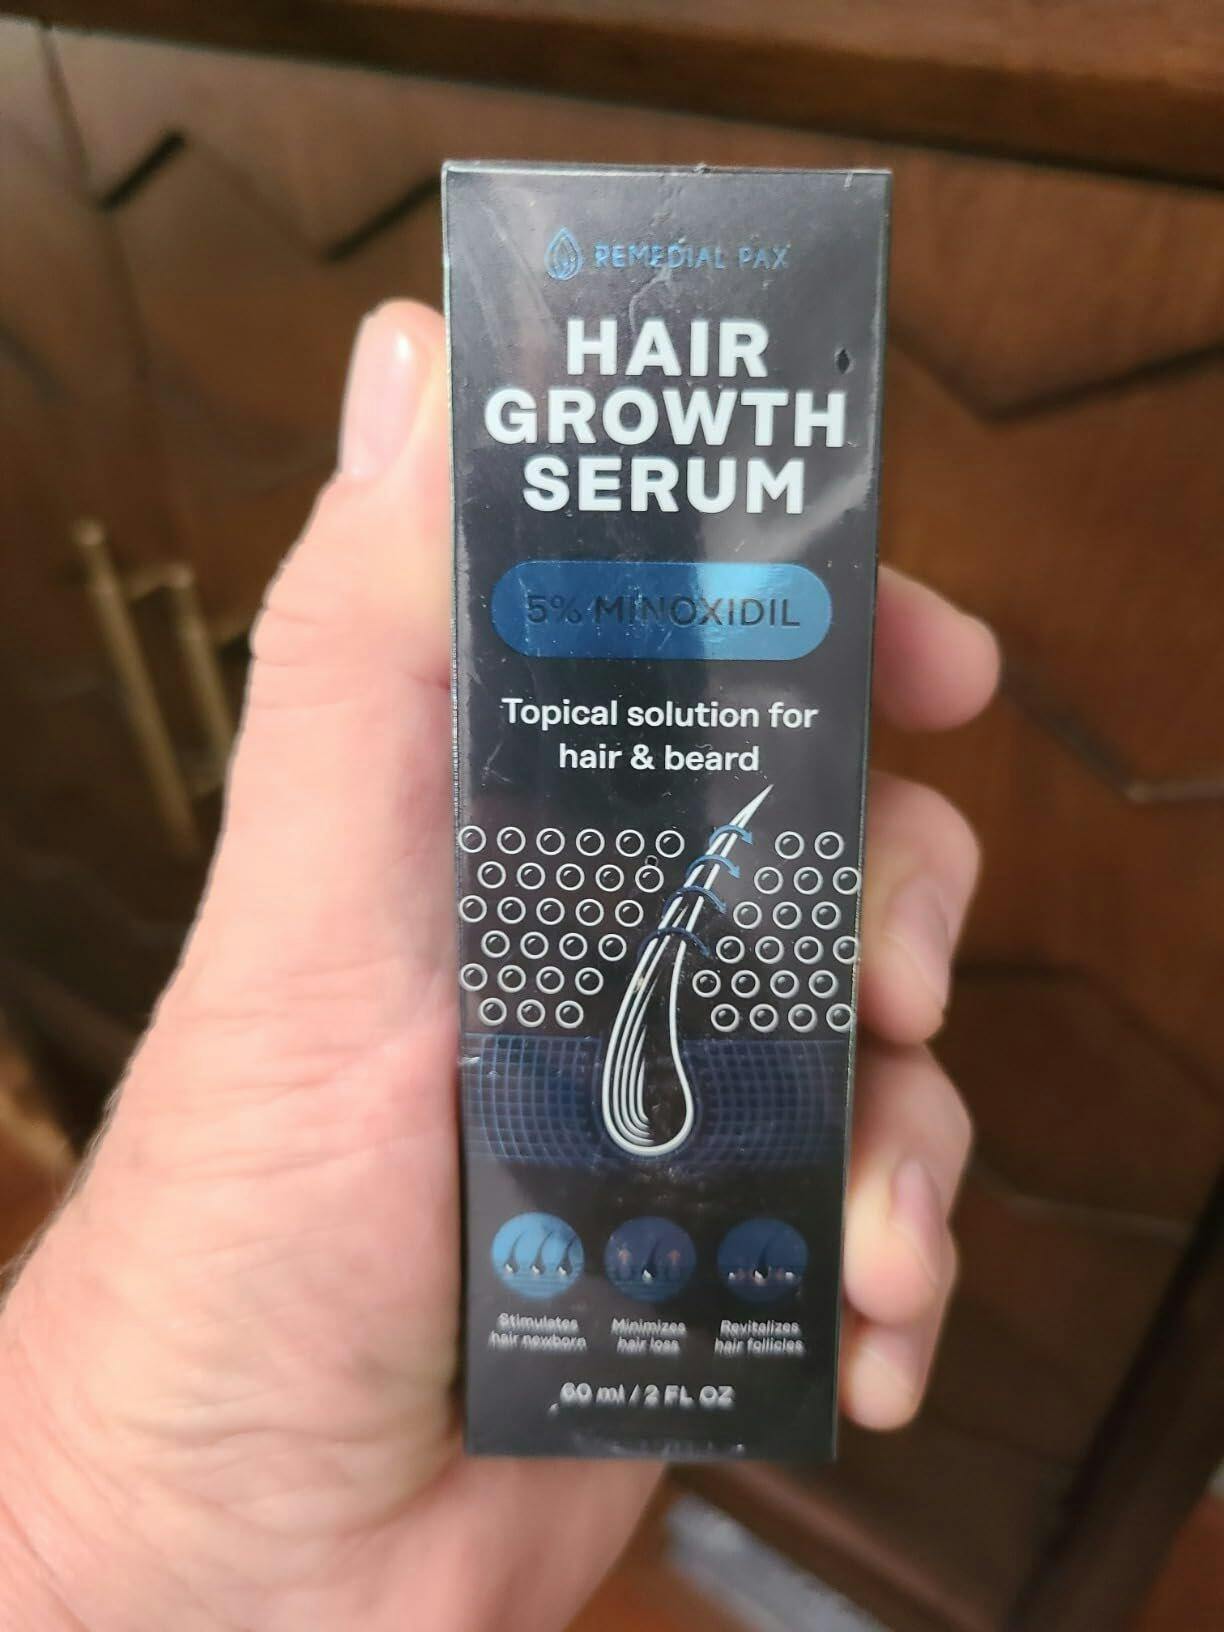 REMEDIAL PAX
HAIR
GROWTH
SERUM
5% MINOXIDIL
Topical solution for
hair & beard
Stimulates
hair newborn
Minimizes
hair loss
Revitalizes
hair follicles
60 ml / 2 FL OZ